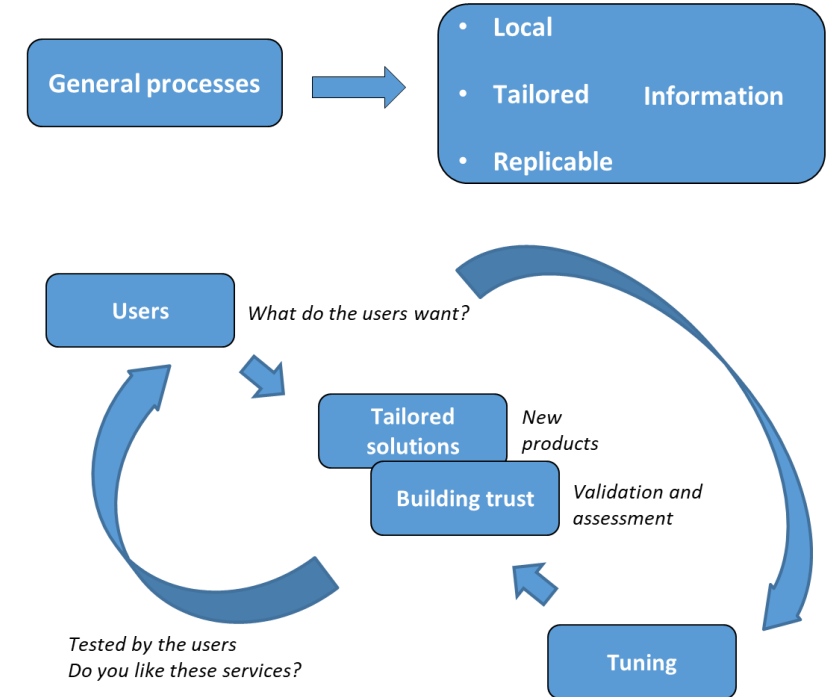 General processes
• Local
• Tailored
Information
• Replicable
Users
What do the users want?
Tailored
solutions
New
products
Building trust
Validation and
assessment
Tested by the users
Do you like these services?
Tuning